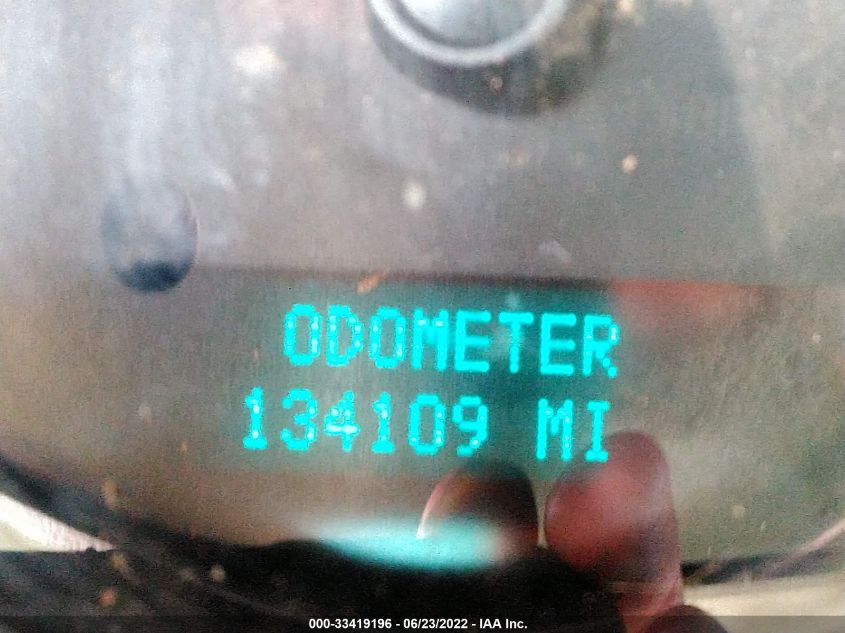 ODOMETER
134109 MI
000-33419196 - 06/23/2022 - IAA Inc.